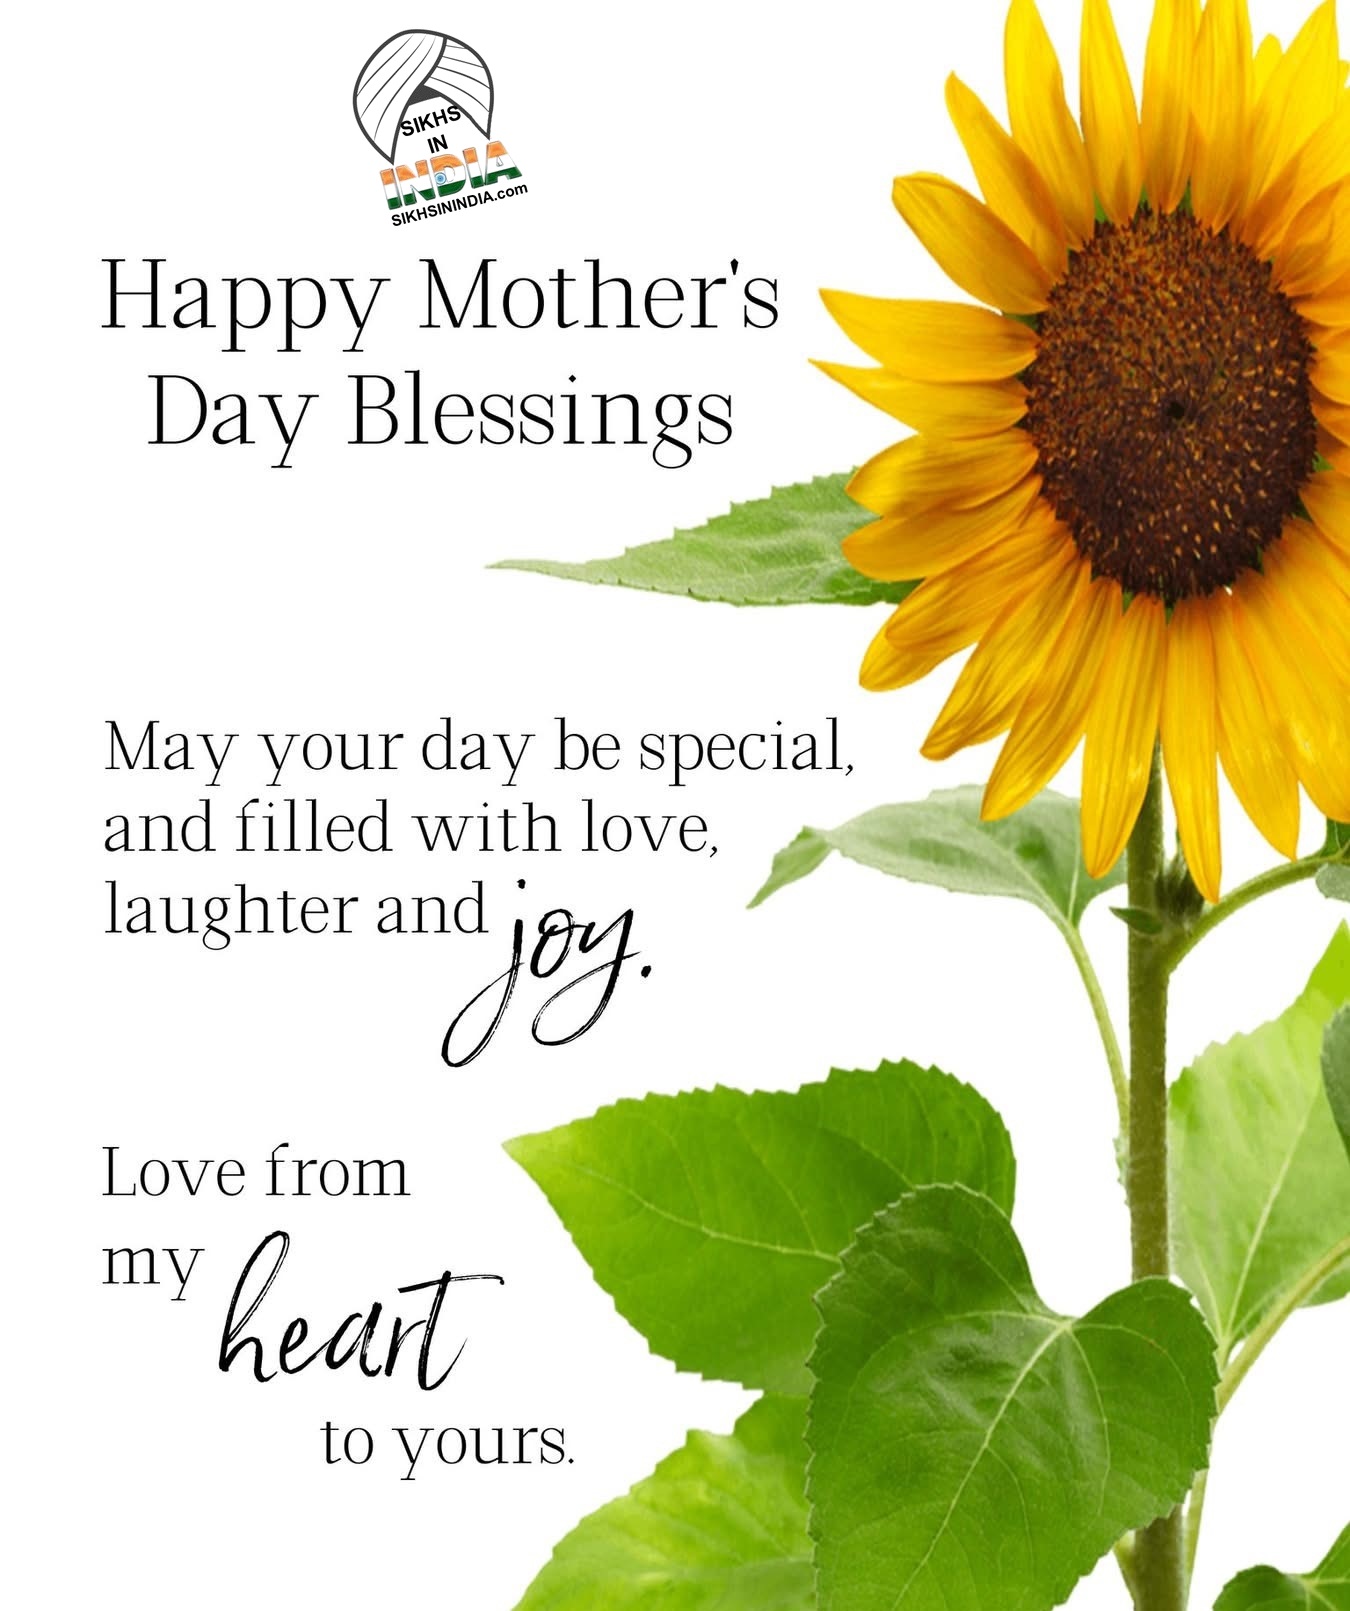 SIKHS
IN
INDIA
SIKHSININDIA.com
Happy Mother's
Day Blessings
May your day be special,
and filled with love,
laughter and joy.
Love from
my heart
to yours.